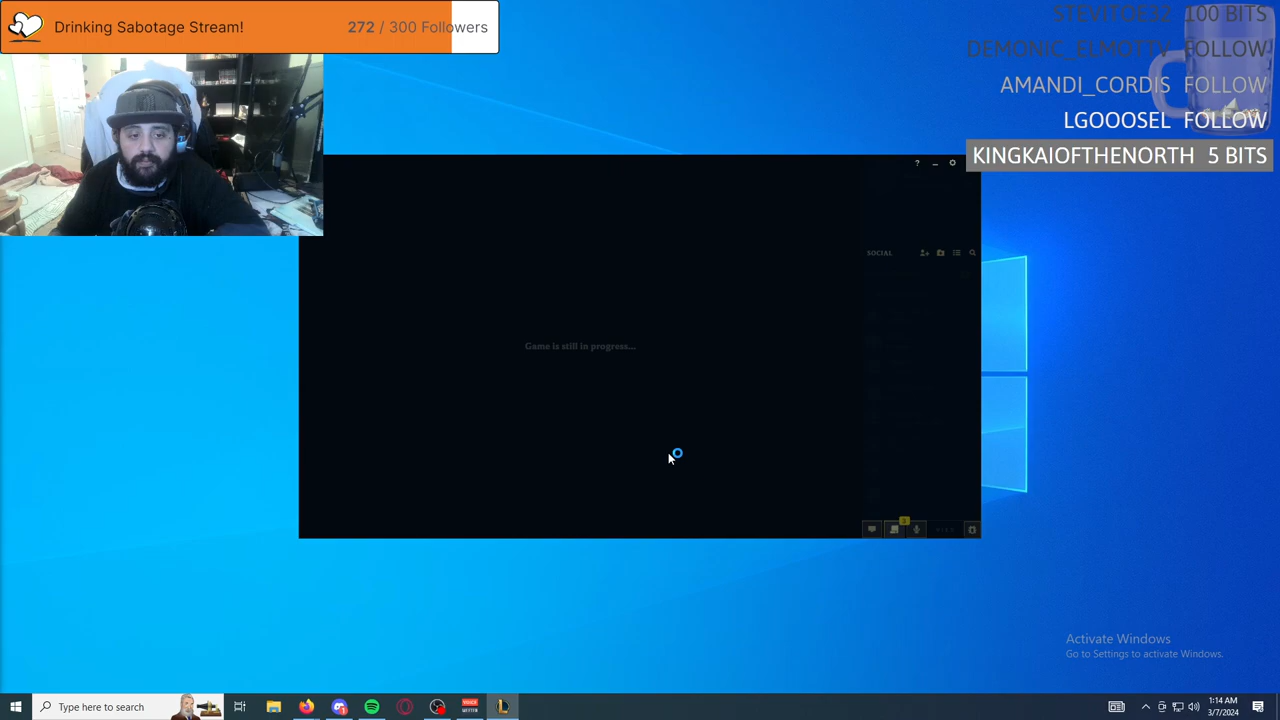 Drinking Sabotage Stream! 272 / 300 Followers
STEVITOE32 100 BITS
DEMONIC_ELMOTTV FOLLOW
AMANDI_CORDIS FOLLOW
LGOOOSEL FOLLOW
KINGKAIOFTHENORTH 5 BITS
?
SOCIAL
Game is still in progress...
Activate Windows
Go to Settings to activate Windows.
Type here to search
VOICE
1:14 AM
3/7/2024